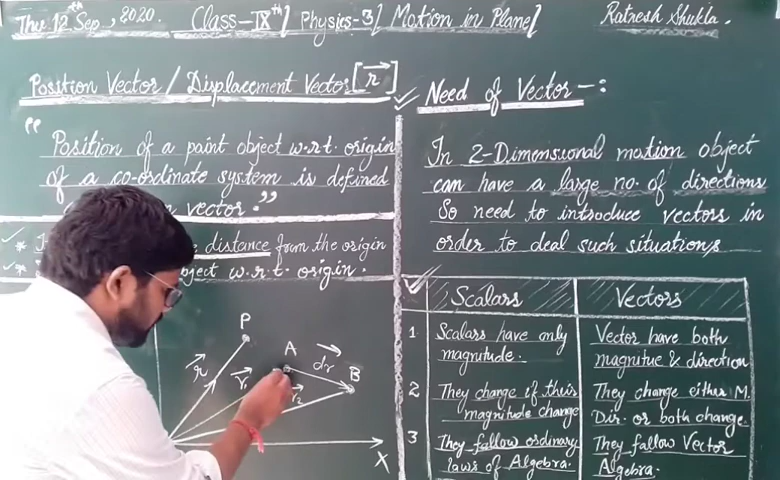 Thu. 12th Sep., 2020. Class-IXth / Physics-3 / Motion in Plane / Ratnesh Shukla.
Position Vector / Displacement Vector [r]
"Position of a point object w.r.t. origin
of a co-ordinate system is defined
vector."
* distance from the origin
* object w.r.t. origin.
P
A
r
r₁
dr
B
r₂
X
Need of Vector-:
In 2-Dimensional motion object
can have a large no. of directions
So need to introduce vectors in
order to deal such situations
Scalars Vectors
1 Scalars have only magnitude. Vector have both magnitue & direction
2 They change if their magnitude change They change either M. Dir. or both change.
3 They follow ordinary laws of Algebra. They follow Vector Algebra.